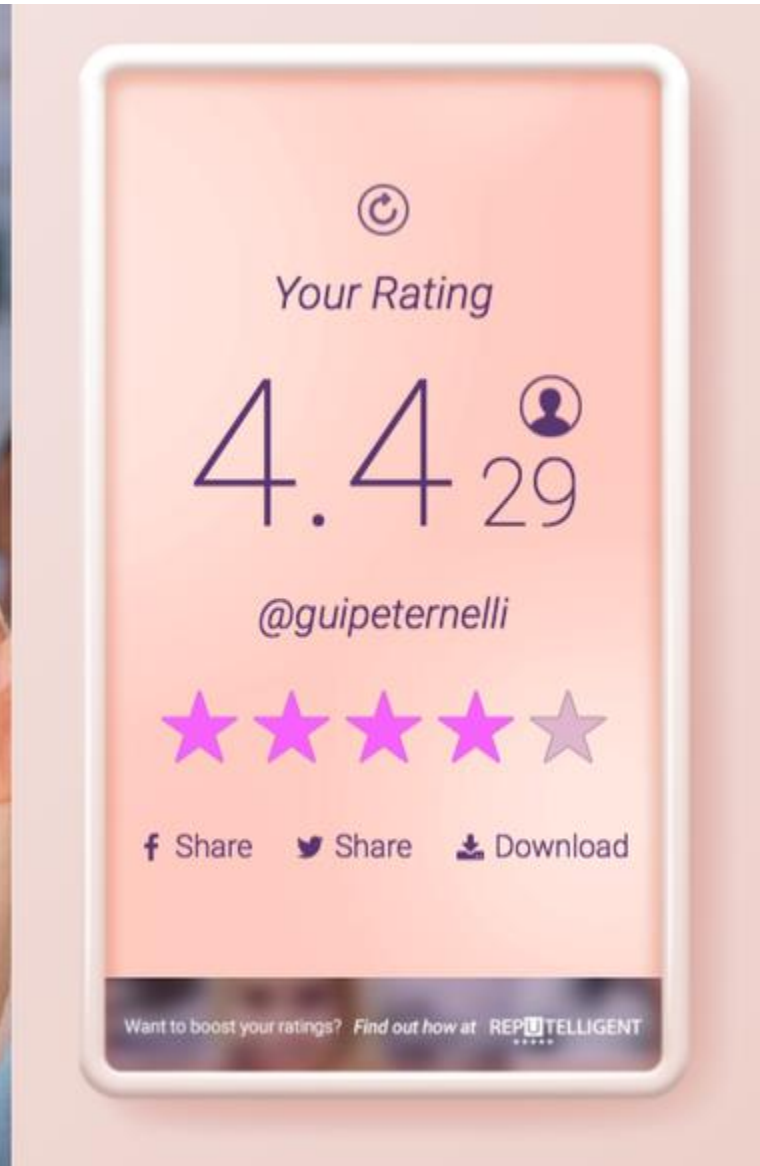 Your Rating
4.4 29
@guipeternelli
Share Share Download
Want to boost your ratings? Find out how at REPUTELLIGENT